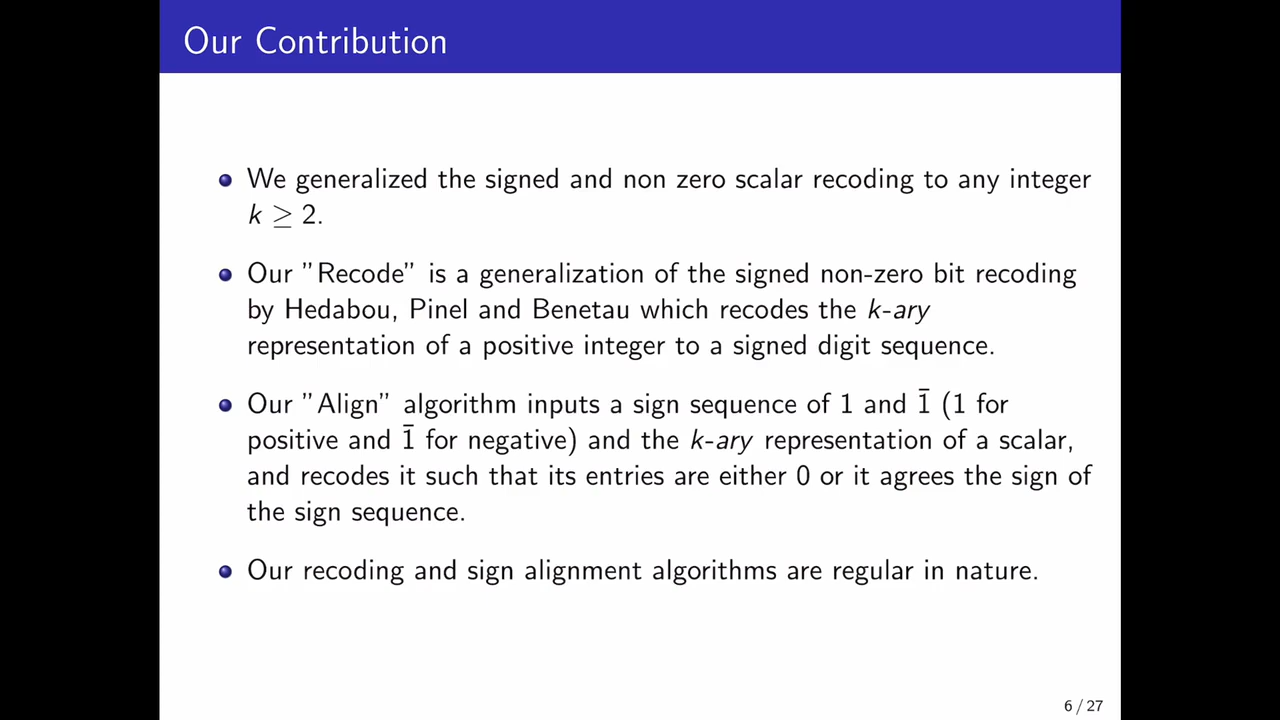 Our Contribution
We generalized the signed and non zero scalar recoding to any integer
k ≥ 2.
Our ”Recode” is a generalization of the signed non-zero bit recoding
by Hedabou, Pinel and Benetau which recodes the k-ary
representation of a positive integer to a signed digit sequence.
Our ”Align” algorithm inputs a sign sequence of 1 and 1̄ (1 for
positive and 1̄ for negative) and the k-ary representation of a scalar,
and recodes it such that its entries are either 0 or it agrees the sign of
the sign sequence.
Our recoding and sign alignment algorithms are regular in nature.
6 / 27